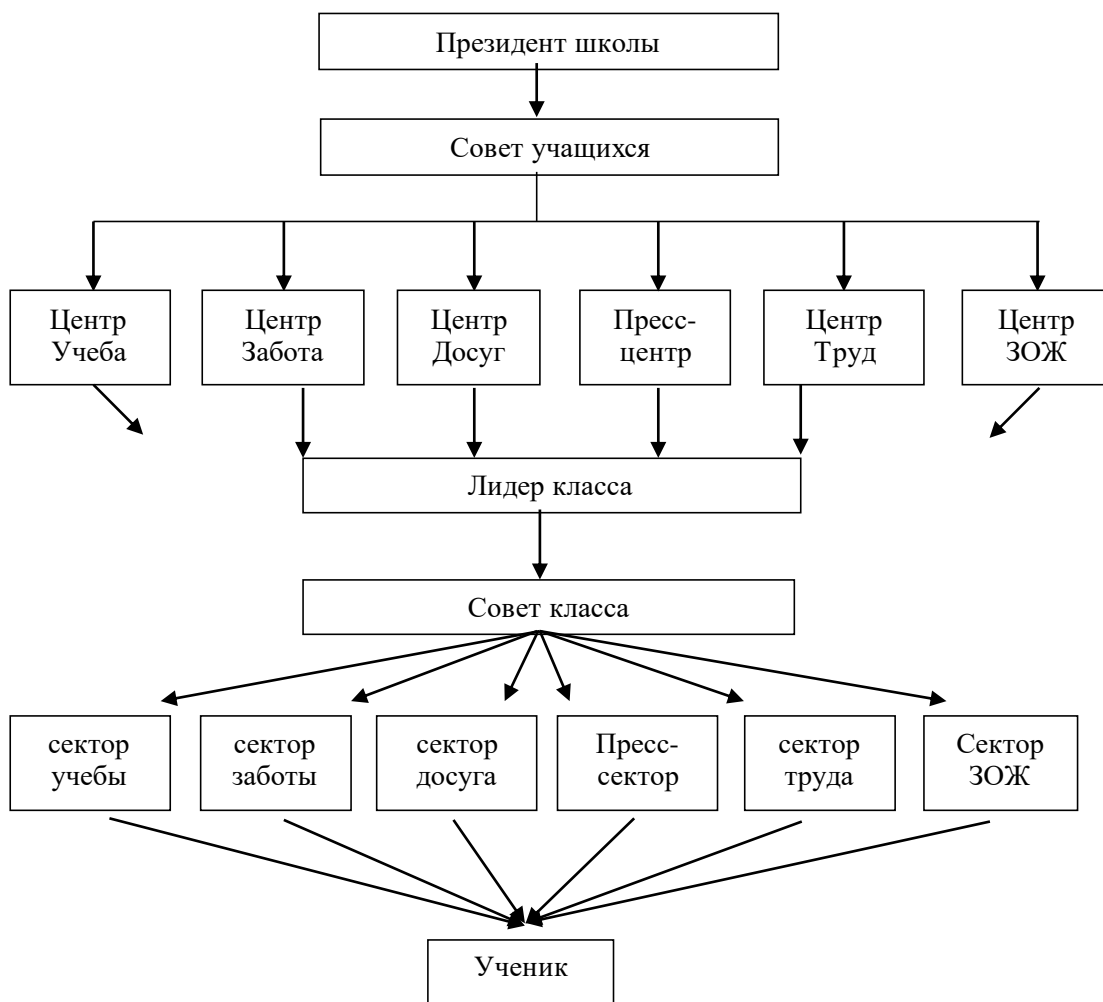 Президент школы
Совет учащихся
Центр
Учеба
Центр
Забота
Центр
Досуг
Пресс-
центр
Центр
Труд
Центр
ЗОЖ
Лидер класса
Совет класса
сектор
учебы
сектор
заботы
сектор
досуга
Пресс-
сектор
сектор
труда
Сектор
ЗОЖ
Ученик